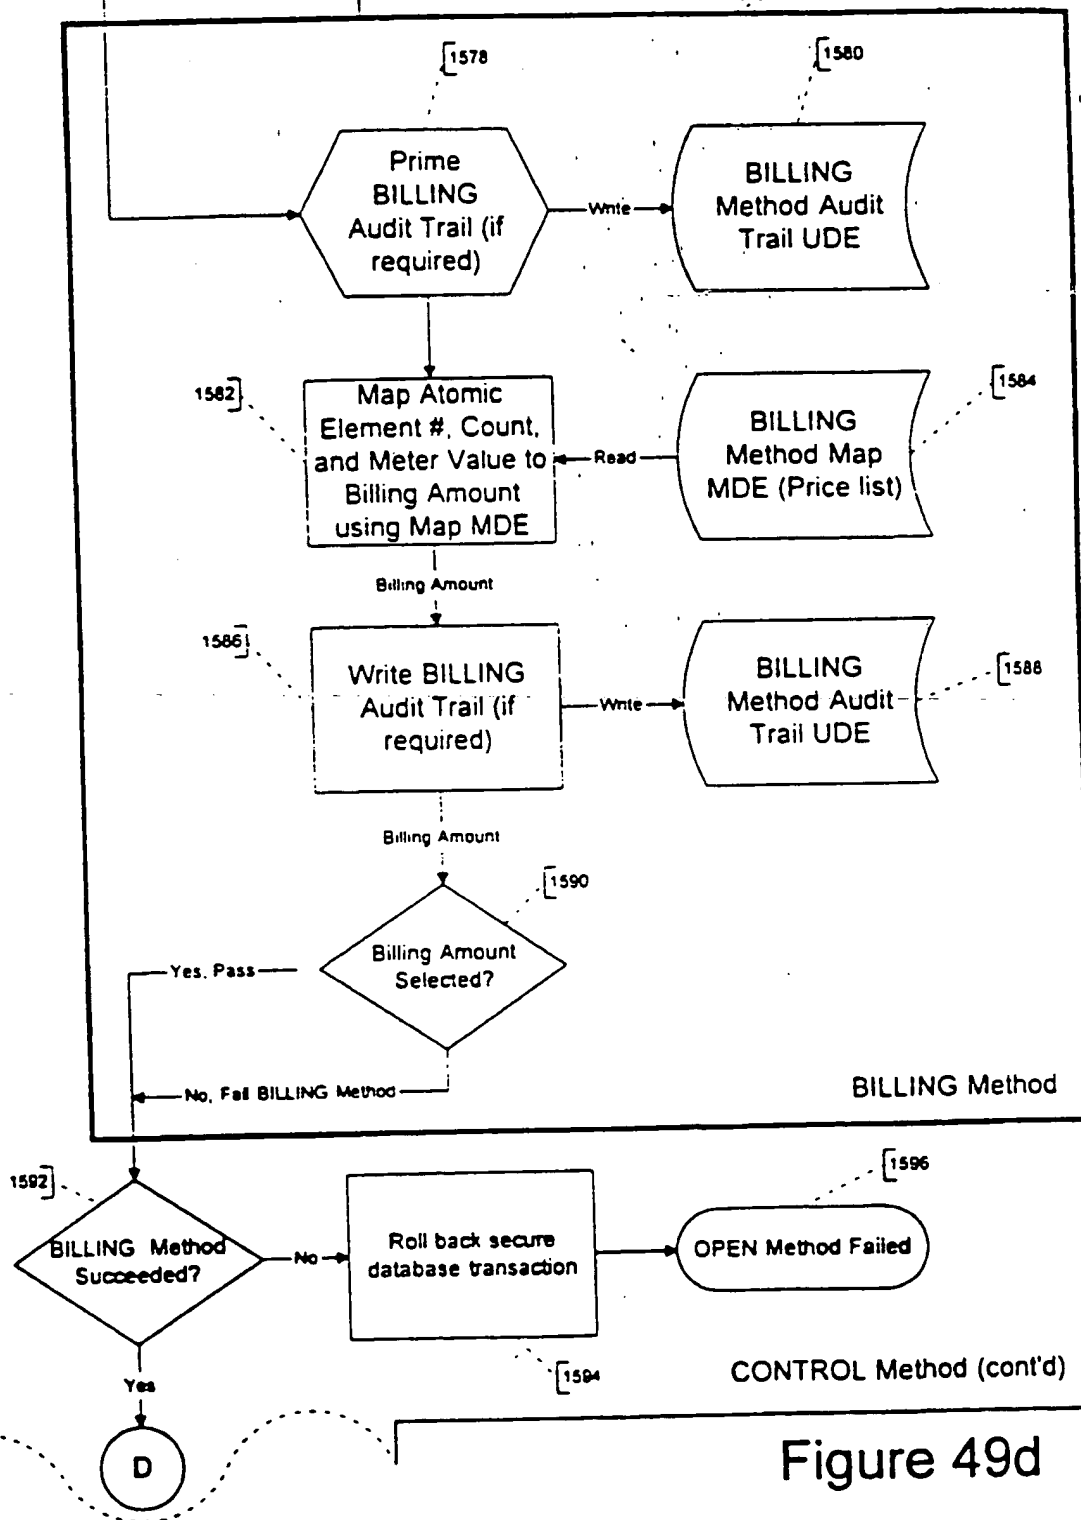 1578
1580
Prime
BILLING
Audit Trail (if
required)
Write
BILLING
Method Audit
Trail UDE
1582
1584
Map Atomic
Element #, Count,
and Meter Value to
Billing Amount
using Map MDE
Read
BILLING
Method Map
MDE (Price list)
Billing Amount
1586
1588
Write BILLING
Audit Trail (if
required)
Write
BILLING
Method Audit
Trail UDE
Billing Amount
1590
Billing Amount
Selected?
Yes, Pass
No, Fail BILLING Method
BILLING Method
1592
1596
BILLING Method
Succeeded?
No
Roll back secure
database transaction
OPEN Method Failed
1594
CONTROL Method (cont'd)
Yes
D
Figure 49d